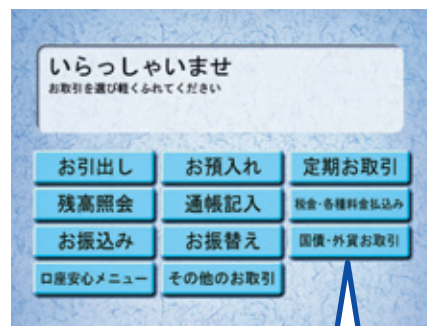 いらっしゃいませ
お取引を選び軽くふれてください
お引出し お預入れ 定期お取引
残高照会 通帳記入 税金・各種料金払込み
お振込み お振替え 国債・外貨お取引
口座安心メニュー その他のお取引